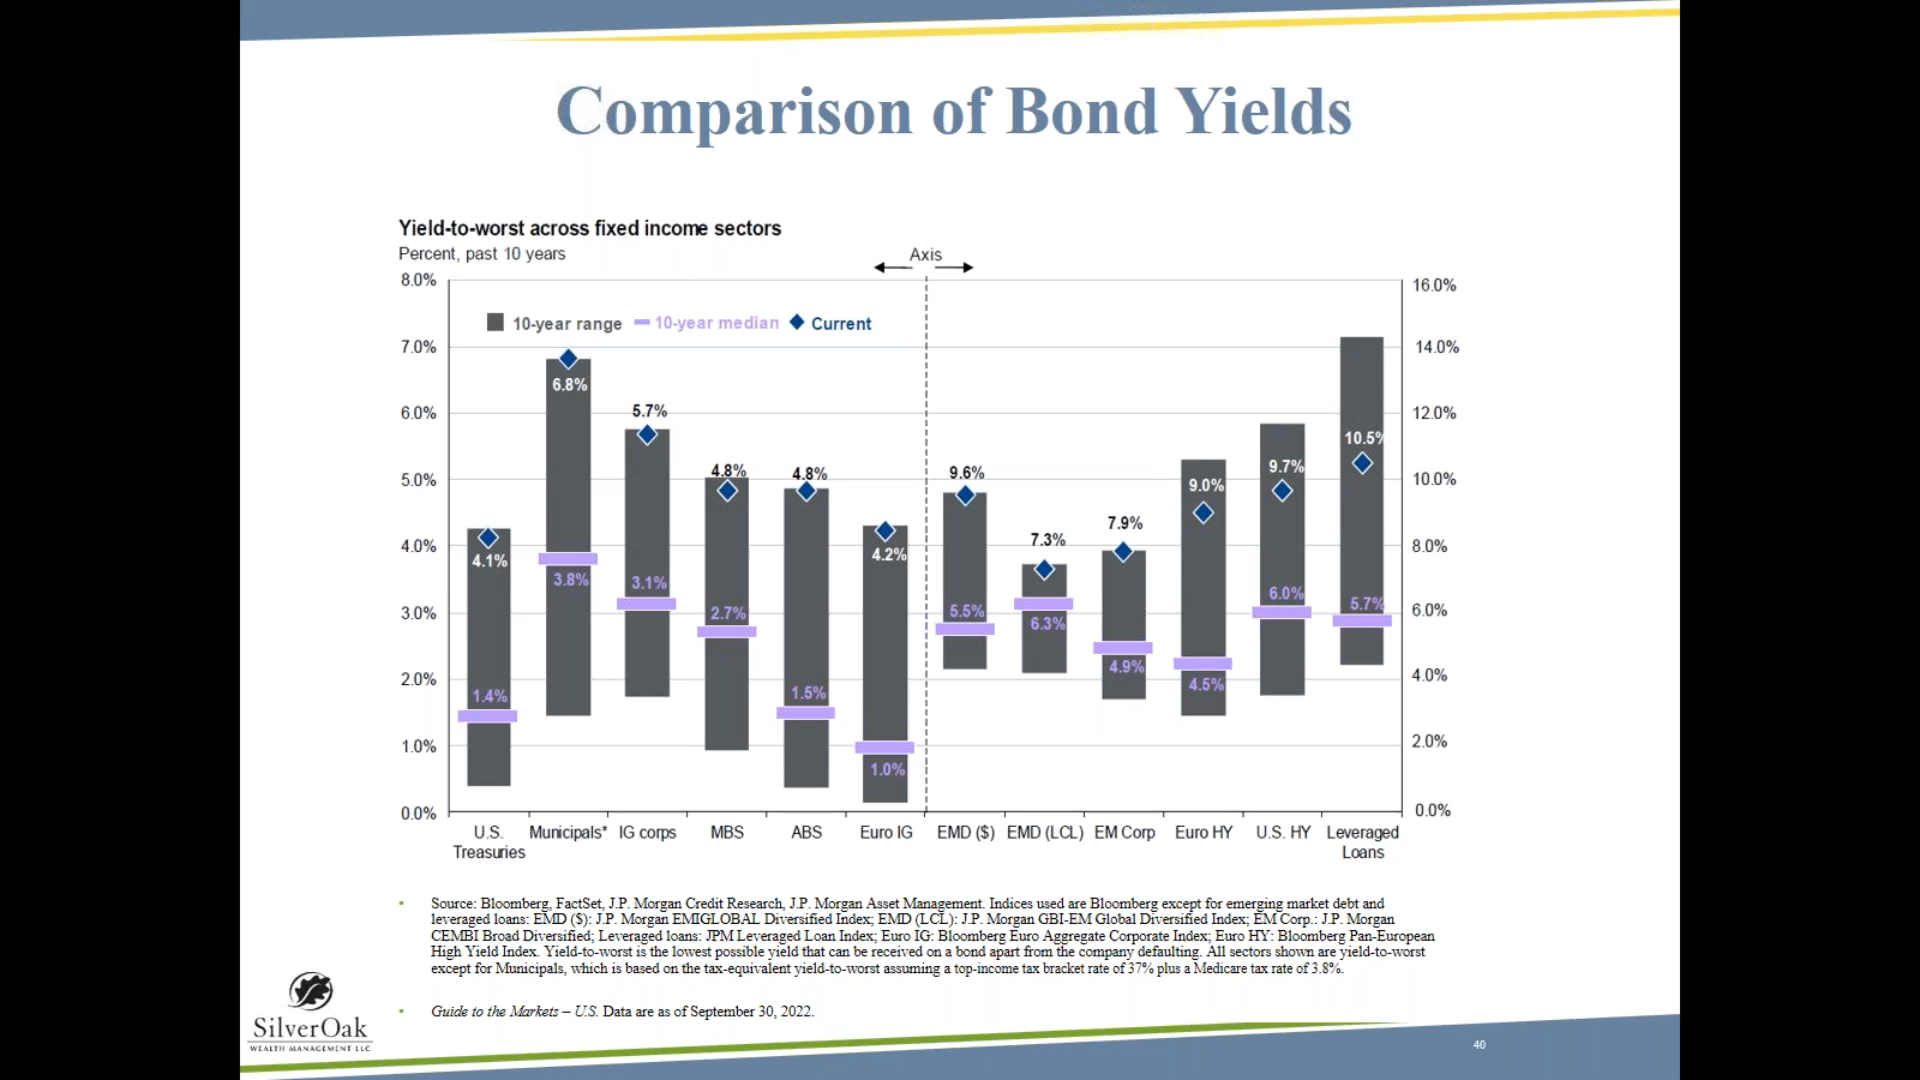 Comparison of Bond Yields
Yield-to-worst across fixed income sectors
Percent, past 10 years
Axis
8.0%
7.0%
6.0%
5.0%
4.0%
3.0%
2.0%
1.0%
0.0%
16.0%
14.0%
12.0%
10.0%
8.0%
6.0%
4.0%
2.0%
0.0%
10-year range 10-year median Current
4.1%
1.4%
6.8%
3.8%
5.7%
3.1%
4.8%
2.7%
4.8%
1.5%
4.2%
1.0%
9.6%
5.5%
7.3%
6.3%
7.9%
4.9%
9.0%
4.5%
9.7%
6.0%
10.5%
5.7%
U.S.
Treasuries
Municipals*
IG corps
MBS
ABS
Euro IG
EMD ($)
EMD (LCL)
EM Corp
Euro HY
U.S. HY
Leveraged
Loans
Source: Bloomberg, FactSet, J.P. Morgan Credit Research, J.P. Morgan Asset Management. Indices used are Bloomberg except for emerging market debt and
leveraged loans: EMD ($): J.P. Morgan EMIGLOBAL Diversified Index; EMD (LCL): J.P. Morgan GBI-EM Global Diversified Index; EM Corp.: J.P. Morgan
CEMBI Broad Diversified; Leveraged loans: JPM Leveraged Loan Index; Euro IG: Bloomberg Euro Aggregate Corporate Index; Euro HY: Bloomberg Pan-European
High Yield Index. Yield-to-worst is the lowest possible yield that can be received on a bond apart from the company defaulting. All sectors shown are yield-to-worst
except for Municipals, which is based on the tax-equivalent yield-to-worst assuming a top-income tax bracket rate of 37% plus a Medicare tax rate of 3.8%.
Guide to the Markets – U.S. Data are as of September 30, 2022.
SilverOak
WEALTH MANAGEMENT LLC
40